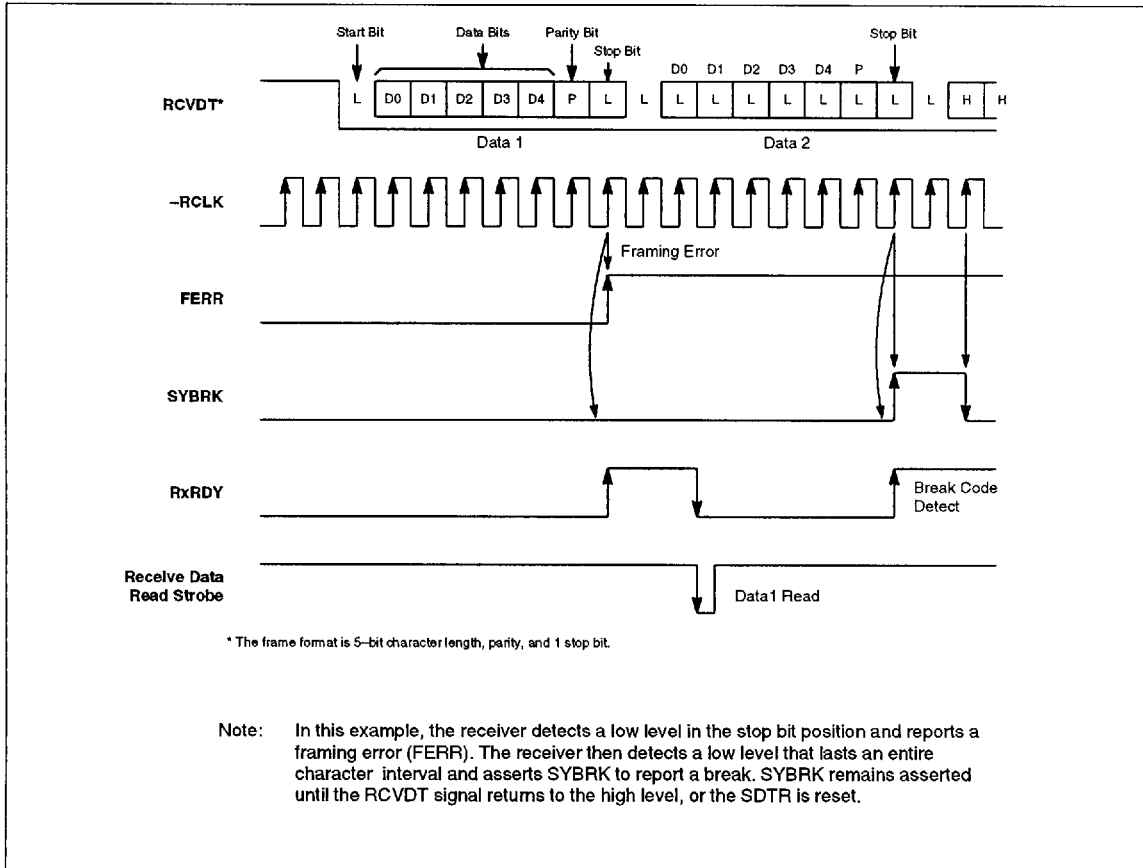 Start Bit Data Bits Parity Bit Stop Bit Stop Bit
D0 D1 D2 D3 D4 P
RCVDT* L D0 D1 D2 D3 D4 P L L L L L L L L L L H H
Data 1 Data 2
~RCLK
Framing Error
FERR
SYBRK
RxRDY
Break Code
Detect
Receive Data
Read Strobe
Data1 Read
* The frame format is 5–bit character length, parity, and 1 stop bit.
Note: In this example, the receiver detects a low level in the stop bit position and reports a
framing error (FERR). The receiver then detects a low level that lasts an entire
character interval and asserts SYBRK to report a break. SYBRK remains asserted
until the RCVDT signal returns to the high level, or the SDTR is reset.